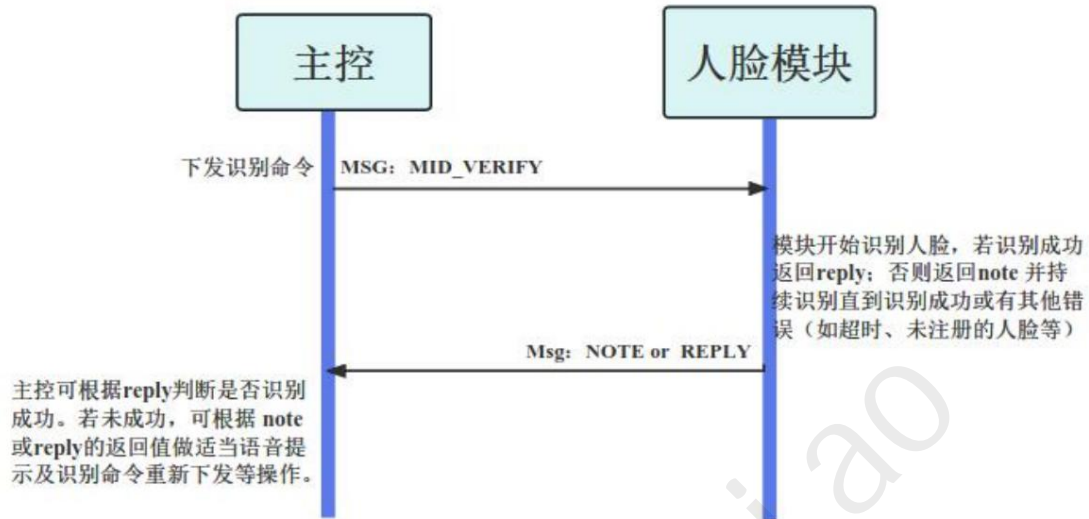 主控
人脸模块
下发识别命令
MSG：MID_VERIFY
模块开始识别人脸，若识别成功
返回reply；否则返回note 并持
续识别直到识别成功或有其他错
误（如超时、未注册的人脸等）
Msg：NOTE or REPLY
主控可根据reply判断是否识别
成功。若未成功，可根据 note
或reply的返回值做适当语音提
示及识别命令重新下发等操作。
iao